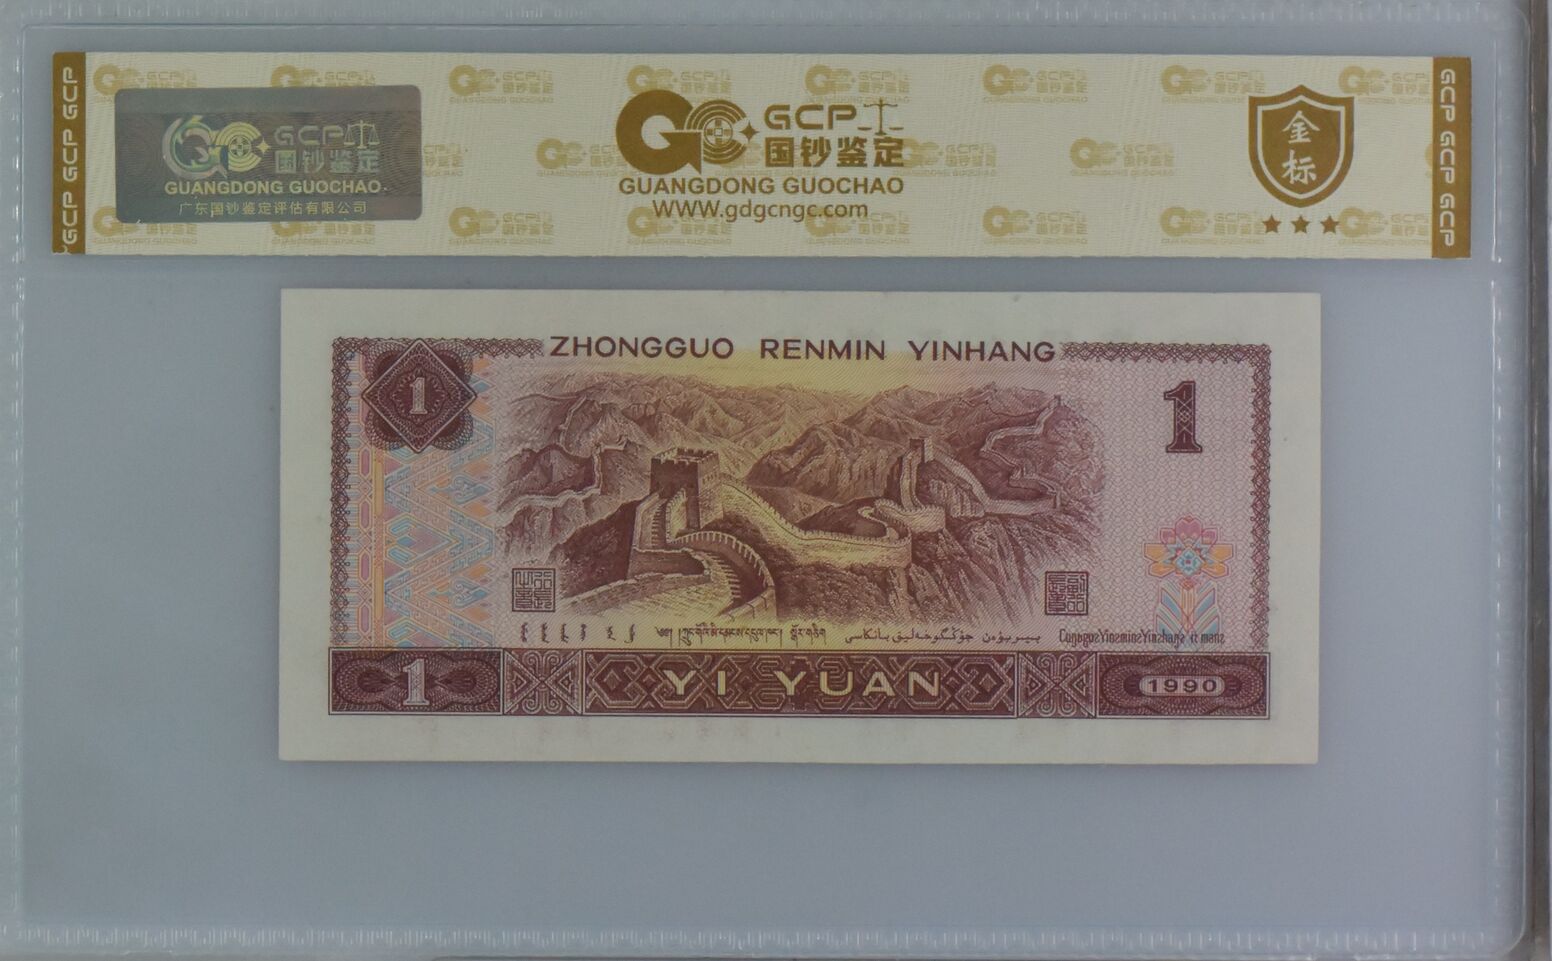 GCP GCP GCP
GCP 国钞鉴定
GUANGDONG GUOCHAO
广东国钞鉴定评估有限公司
GCP
国钞鉴定
GUANGDONG GUOCHAO
WWW.gdgcngc.com
金标
GCP GCP GCP
ZHONGGUO RENMIN YINHANG
1
1
1
YI YUAN
1990